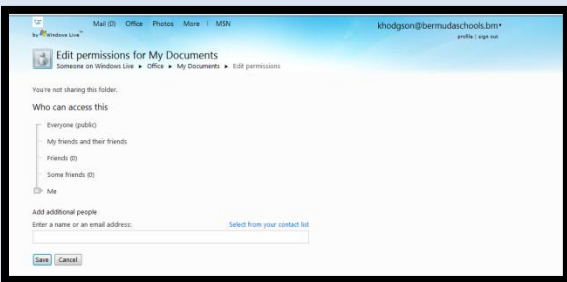 Mail (0) Office Photos More | MSN
khodgson@bermudaschools.bm
by Windows Live™
profile | sign out
Edit permissions for My Documents
Someone on Windows Live ▸ Office ▸ My Documents ▸ Edit permissions
You're not sharing this folder.
Who can access this
Everyone (public)
My friends and their friends
Friends (0)
Some friends (0)
Me
Add additional people
Enter a name or an email address:
Select from your contact list
Save Cancel